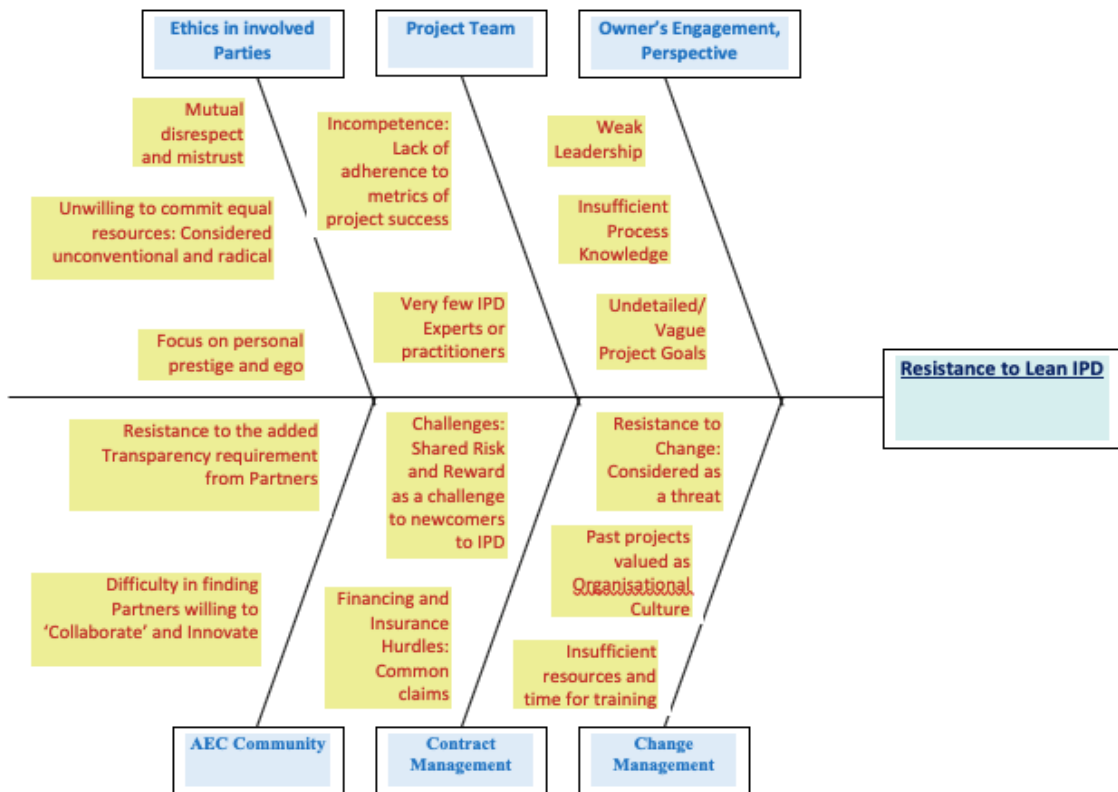 Ethics in involved
Parties
Project Team
Owner's Engagement,
Perspective
Mutual
disrespect
and mistrust
Unwilling to commit equal
resources: Considered
unconventional and radical
Focus on personal
prestige and ego
Incompetence:
Lack of
adherence to
metrics of
project success
Very few IPD
Experts or
practitioners
Weak
Leadership
Insufficient
Process
Knowledge
Undetailed/
Vague
Project Goals
Resistance to Lean IPD
Resistance to the added
Transparency requirement
from Partners
Difficulty in finding
Partners willing to
‘Collaborate’ and Innovate
Challenges:
Shared Risk
and Reward
as a challenge
to newcomers
to IPD
Financing and
Insurance
Hurdles:
Common
claims
Resistance to
Change:
Considered as
a threat
Past projects
valued as
Organisational
Culture
Insufficient
resources and
time for training
AEC Community
Contract
Management
Change
Management